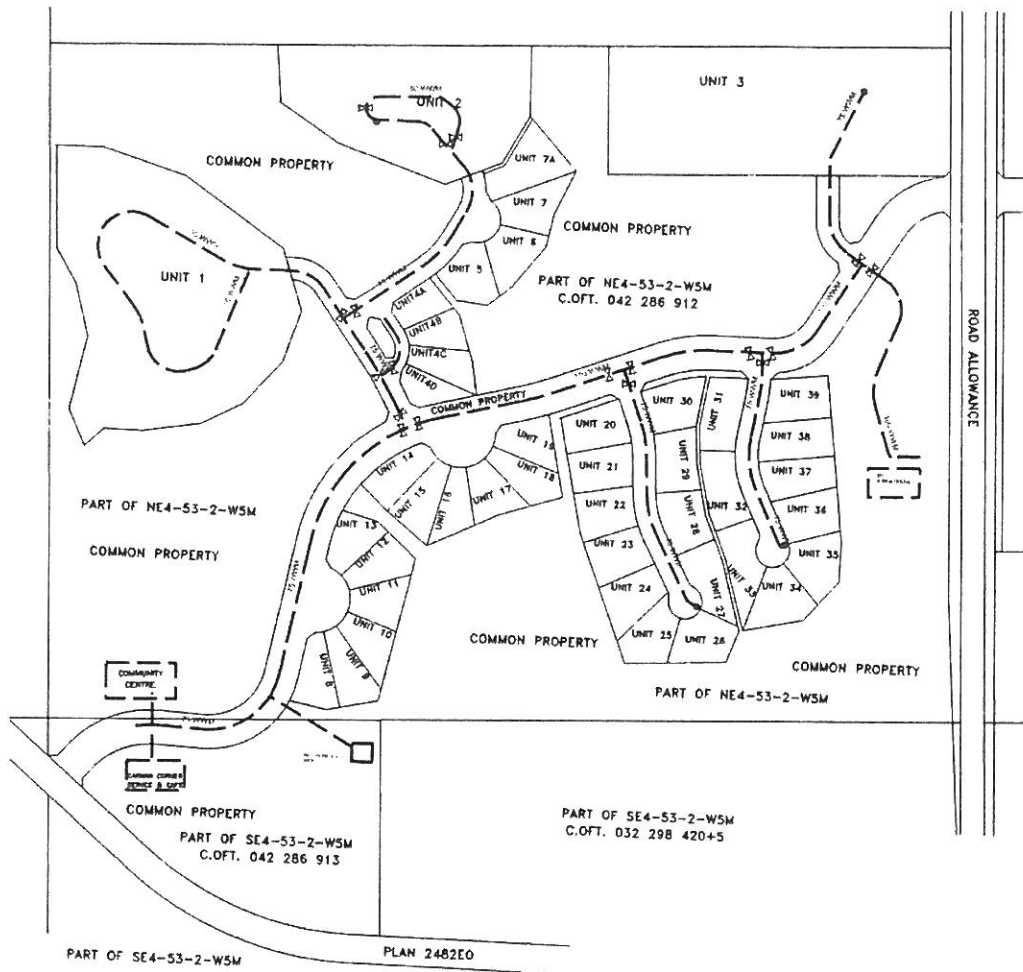 UNIT 3
UNIT 2
COMMON PROPERTY
UNIT 7A
UNIT 7
UNIT 6
UNIT 5
COMMON PROPERTY
UNIT 1
PART OF NE4-53-2-W5M
C.OFT. 042 286 912
UNIT4A
UNIT4B
UNIT4C
UNIT4D
75 WWM
ROAD ALLOWANCE
COMMON PROPERTY
UNIT 14
UNIT 15
UNIT 16
UNIT 17
UNIT 18
UNIT 19
UNIT 20
UNIT 21
UNIT 22
UNIT 23
UNIT 24
UNIT 25
UNIT 26
UNIT 27
UNIT 28
UNIT 29
UNIT 30
UNIT 31
UNIT 32
UNIT 33
UNIT 34
UNIT 35
UNIT 36
UNIT 37
UNIT 38
UNIT 39
PART OF NE4-53-2-W5M
COMMON PROPERTY
UNIT 13
UNIT 12
UNIT 11
UNIT 10
UNIT 9
UNIT 8
75 WWM
COMMON PROPERTY
COMMON PROPERTY
PART OF NE4-53-2-W5M
COMMUNITY
CENTRE
COMMON PROPERTY
PART OF SE4-53-2-W5M
C.OFT. 042 286 913
PART OF SE4-53-2-W5M
C.OFT. 032 298 420+5
PLAN 2482EO
PART OF SE4-53-2-W5M